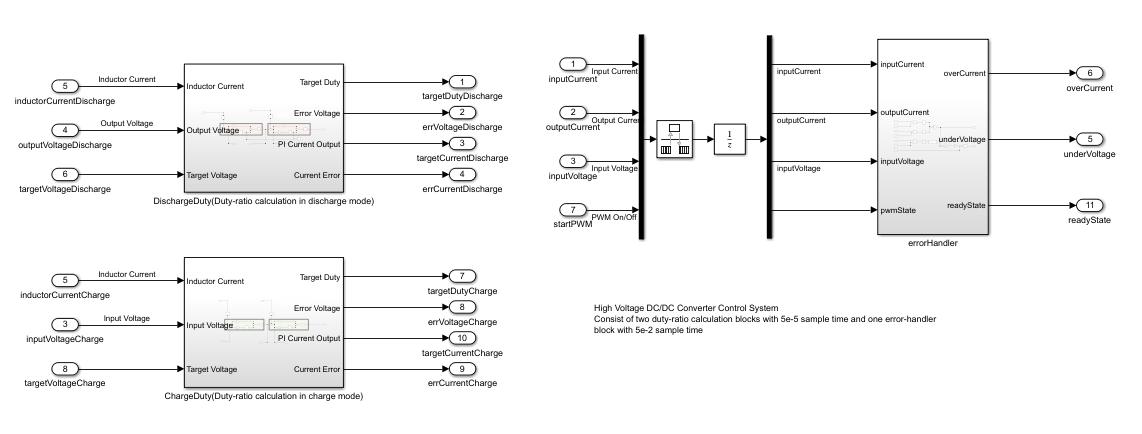 Inductor Current
5
inductorCurrentDischarge
Output Voltage
4
outputVoltageDischarge
6
targetVoltageDischarge
Inductor Current
Output Voltage
Target Voltage
Target Duty
Error Voltage
PI Current Output
Current Error
1
targetDutyDischarge
2
errVoltageDischarge
3
targetCurrentDischarge
4
errCurrentDischarge
DischargeDuty(Duty-ratio calculation in discharge mode)
Inductor Current
5
inductorCurrentCharge
Input Voltage
3
inputVoltageCharge
8
targetVoltageCharge
Inductor Current
Input Voltage
Target Voltage
Target Duty
Error Voltage
PI Current Output
Current Error
7
targetDutyCharge
8
errVoltageCharge
10
targetCurrentCharge
9
errCurrentCharge
ChargeDuty(Duty-ratio calculation in charge mode)
1
inputCurrent
Input Current
2
outputCurrent
Output Curre
3
inputVoltage
Input Voltage
7
startPWM
PWM On/Off
1
z
inputCurrent
outputCurrent
inputVoltage
inputCurrent
outputCurrent
inputVoltage
pwmState
overCurrent
underVoltage
readyState
errorHandler
6
overCurrent
5
underVoltage
11
readyState
High Voltage DC/DC Converter Control System
Consist of two duty-ratio calculation blocks with 5e-5 sample time and one error-handler
block with 5e-2 sample time